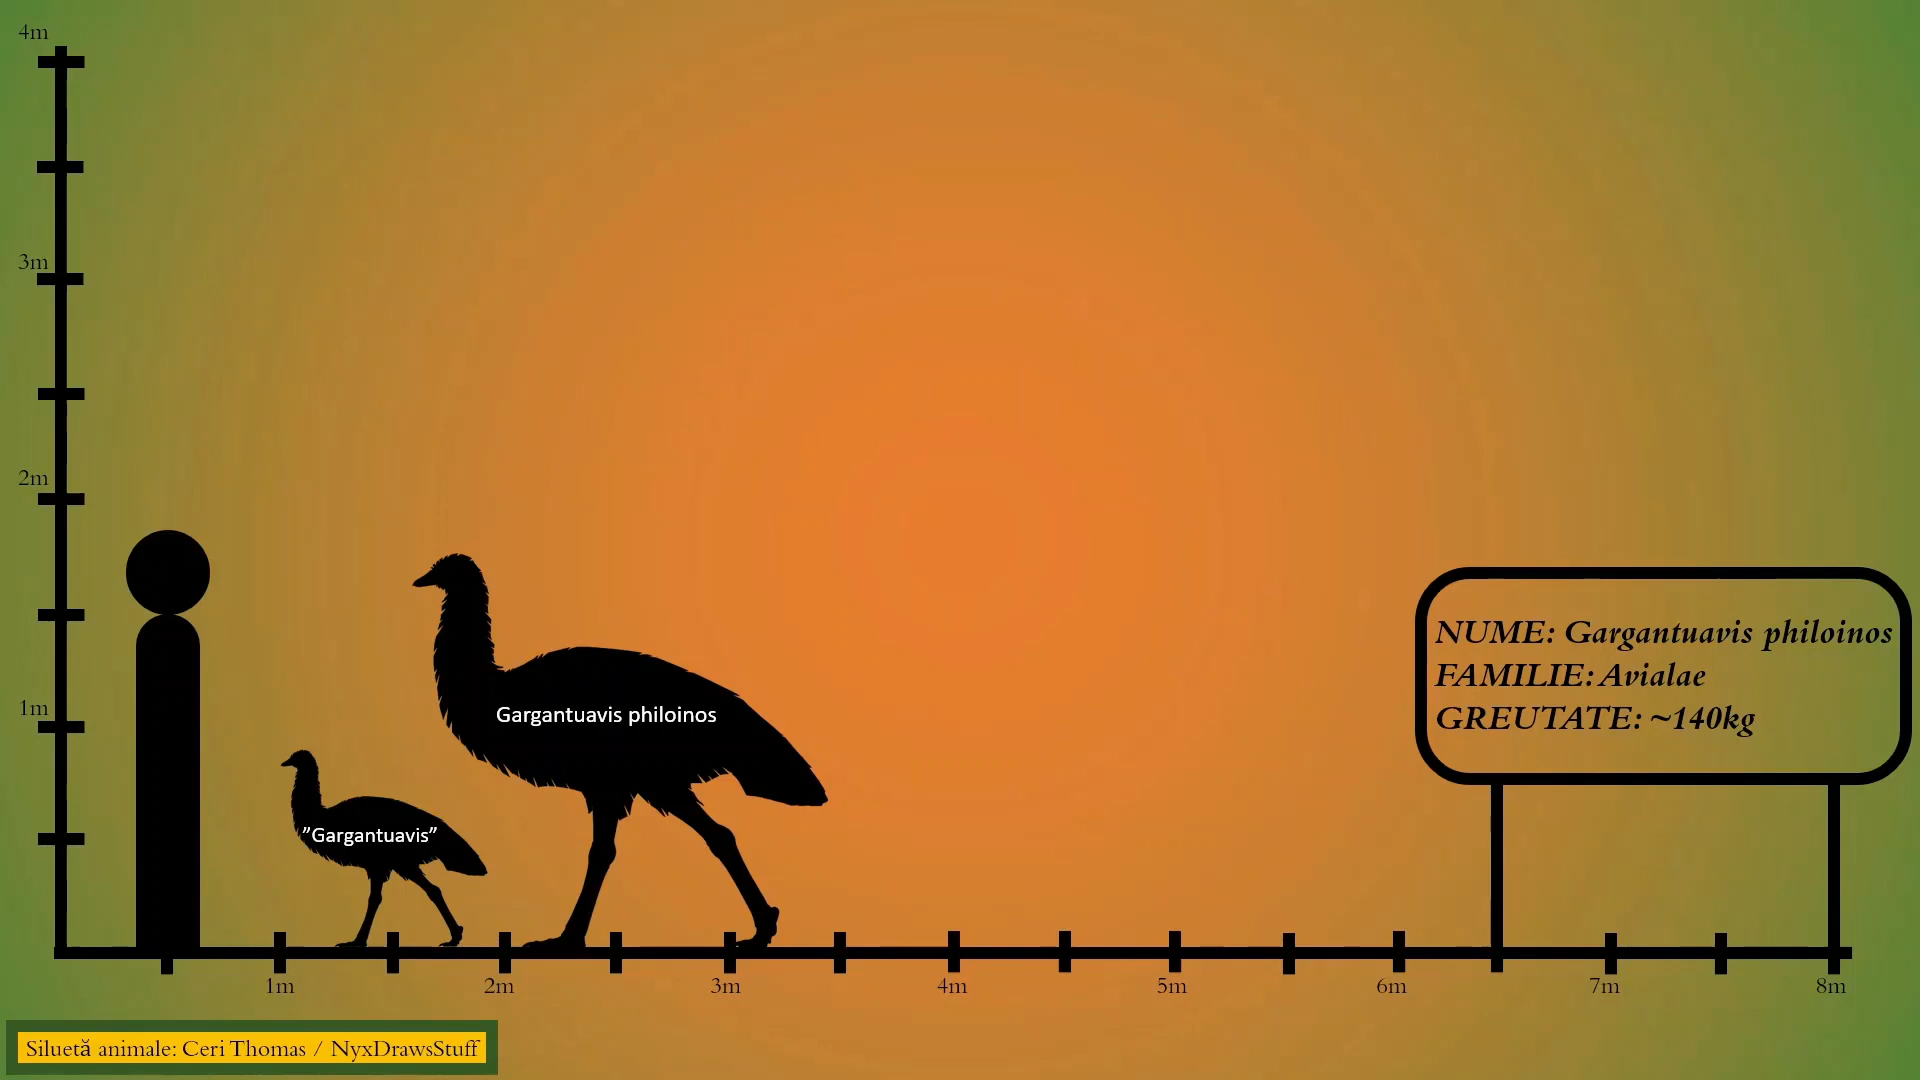 4m
3m
2m
1m
Gargantuavis philoinos
”Gargantuavis”
NUME: Gargantuavis philoinos
FAMILIE: Avialae
GREUTATE: ~140kg
1m
2m
3m
4m
5m
6m
7m
8m
Siluetă animale: Ceri Thomas / NyxDrawsStuff